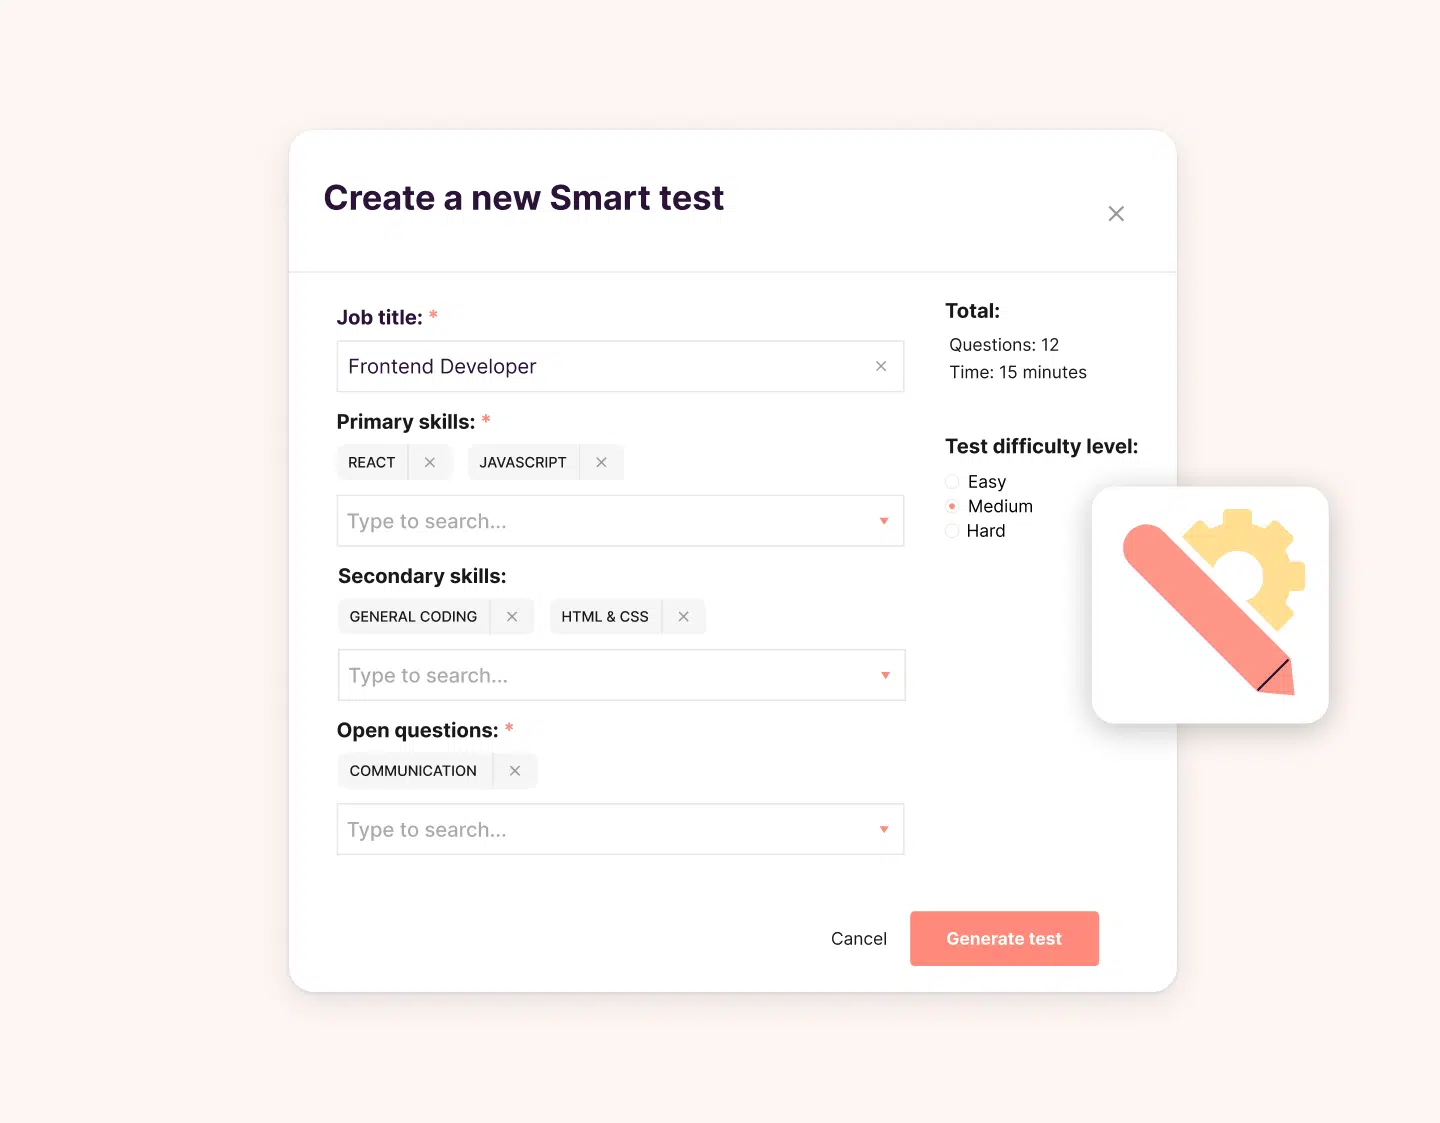 Create a new Smart test
Job title: *
Frontend Developer
Primary skills: *
REACT
JAVASCRIPT
Type to search...
Secondary skills:
GENERAL CODING
HTML & CSS
Type to search...
Open questions: *
COMMUNICATION
Type to search...
Total:
Questions: 12
Time: 15 minutes
Test difficulty level:
Easy
Medium
Hard
Cancel
Generate test